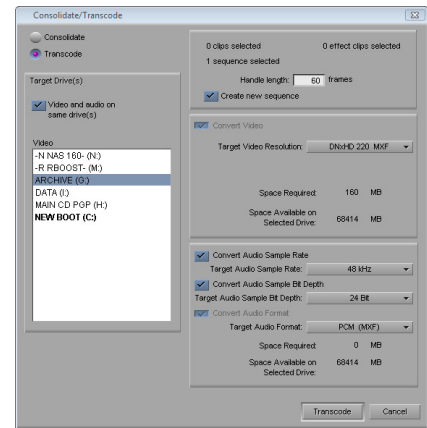 Consolidate/Transcode
Consolidate
Transcode
Target Drive(s)
Video and audio on
same drive(s)
Video
-N NAS 160- (N:)
-R RBOOST- (M:)
ARCHIVE (G:)
DATA (I:)
MAIN CD PGP (H:)
NEW BOOT (C:)
0 clips selected 0 effect clips selected
1 sequence selected
Handle length: 60 frames
Create new sequence
Convert Video
Target Video Resolution: DNxHD 220 MXF
Space Required: 160 MB
Space Available on
Selected Drive: 68414 MB
Convert Audio Sample Rate
Target Audio Sample Rate: 48 kHz
Convert Audio Sample Bit Depth
Target Audio Sample Bit Depth: 24 Bit
Convert Audio Format
Target Audio Format: PCM (MXF)
Space Required: 0 MB
Space Available on 68414 MB
Selected Drive:
Transcode Cancel